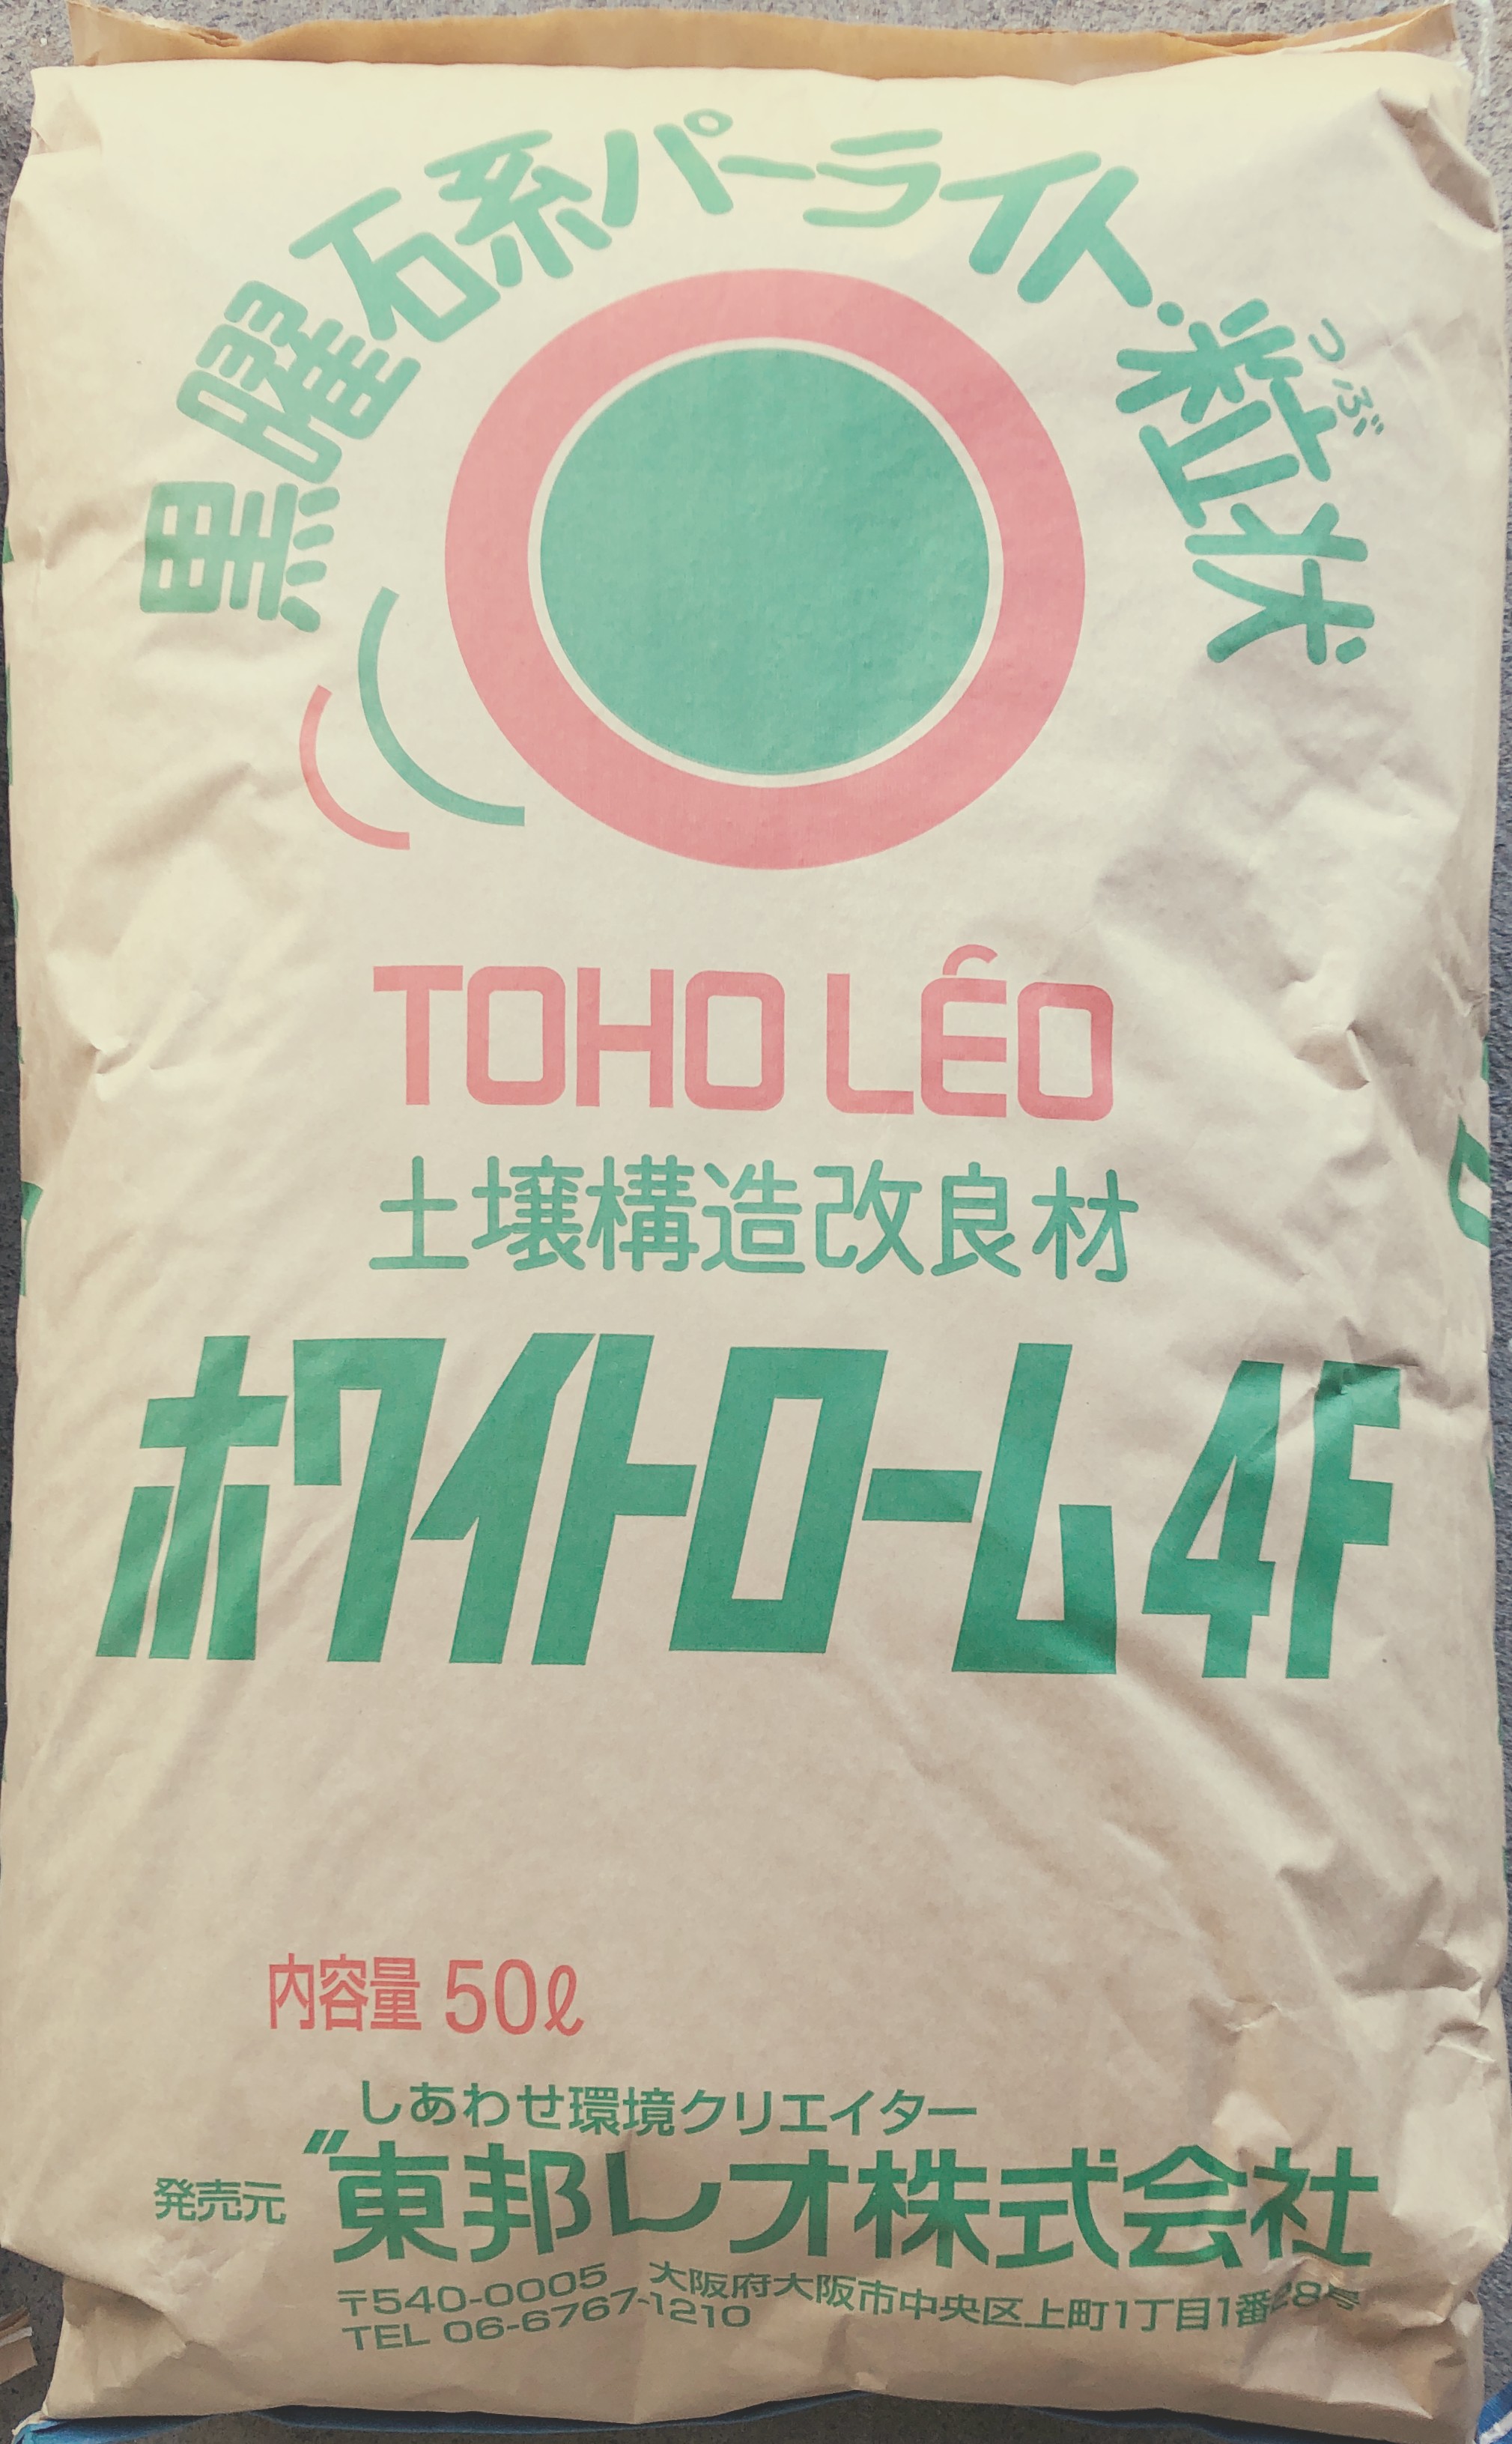 黒曜石系パーライト・粒状
つぶ
TOHO LÉO
土壌構造改良材
ホワイトローム4F
内容量 50ℓ
しあわせ環境クリエイター
発売元 〃東邦レオ株式会社
〒540-0005 大阪府大阪市中央区上町1丁目1番28号
TEL 06-6767-1210